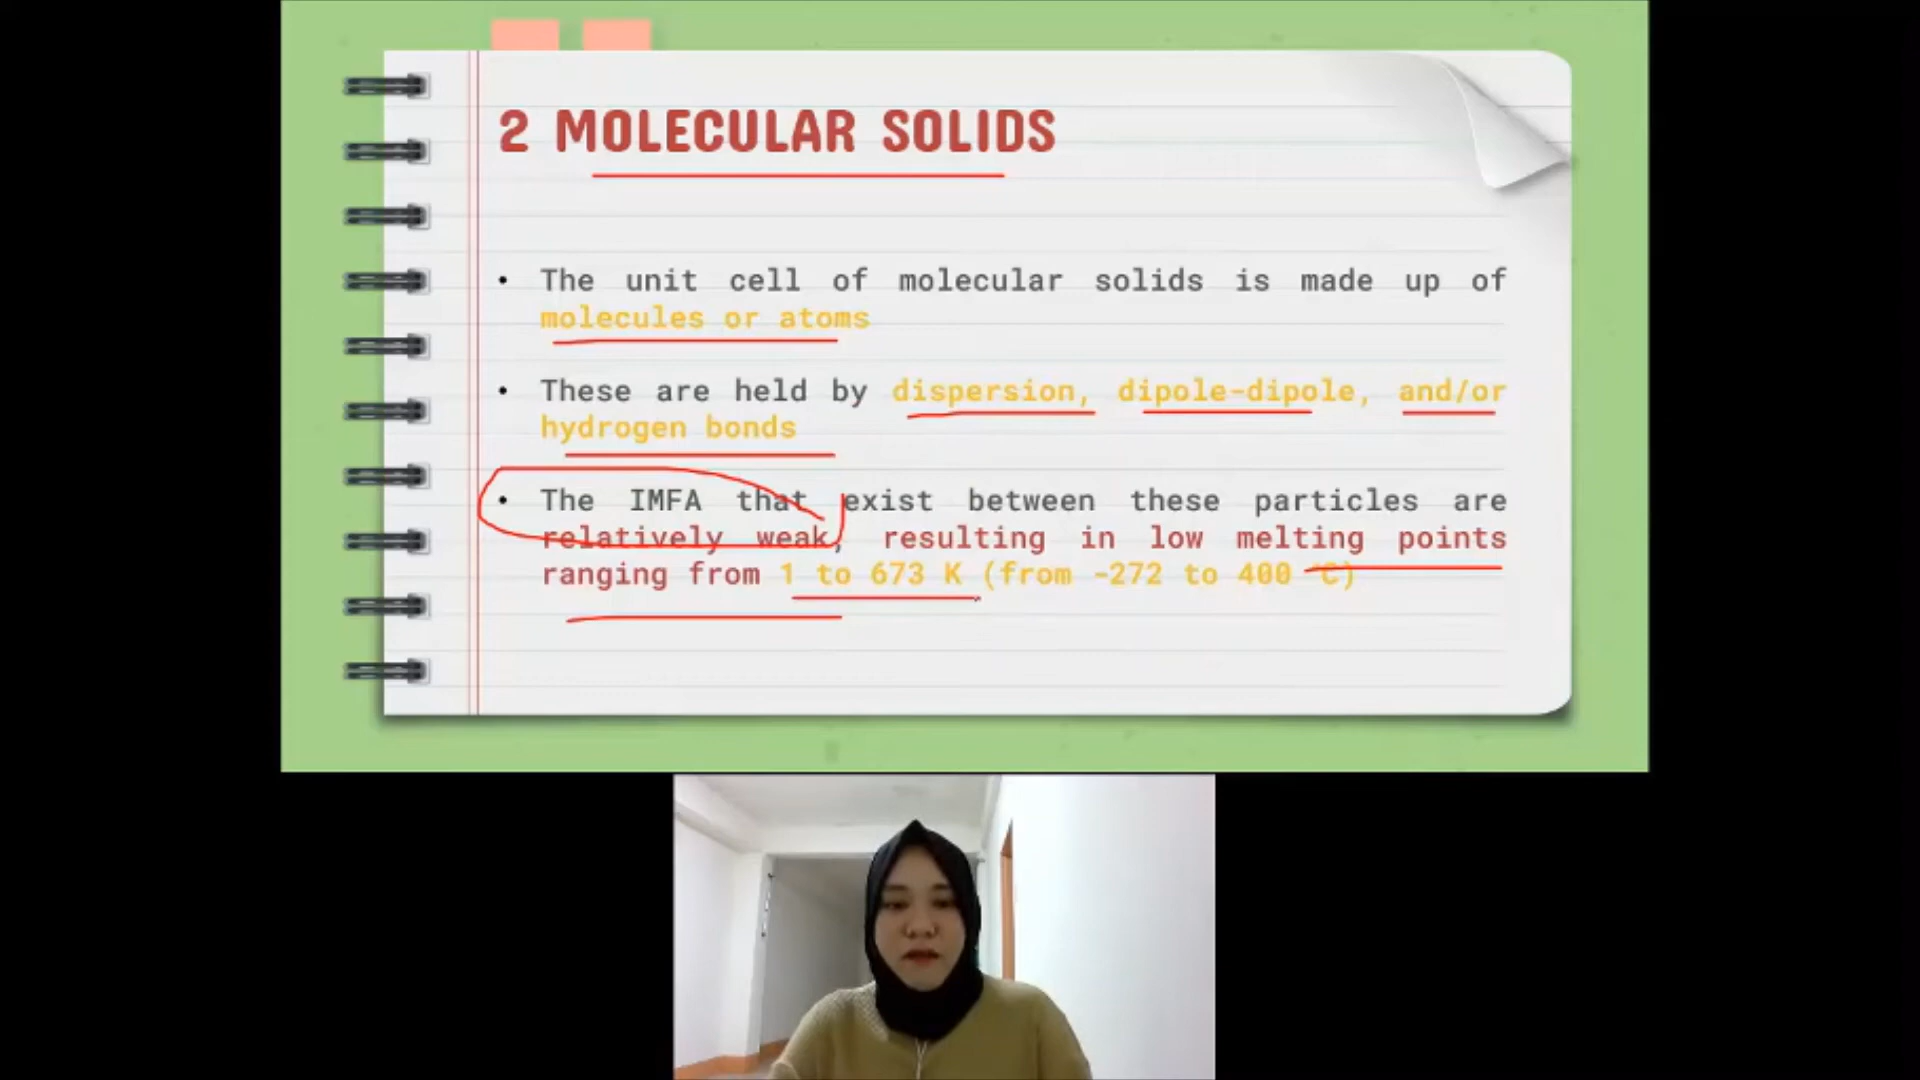 2 MOLECULAR SOLIDS
• The unit cell of molecular solids is made up of
molecules or atoms
• These are held by dispersion, dipole-dipole, and/or
hydrogen bonds
• The IMFA that exist between these particles are
relatively weak, resulting in low melting points
ranging from 1 to 673 K (from -272 to 400 °C)